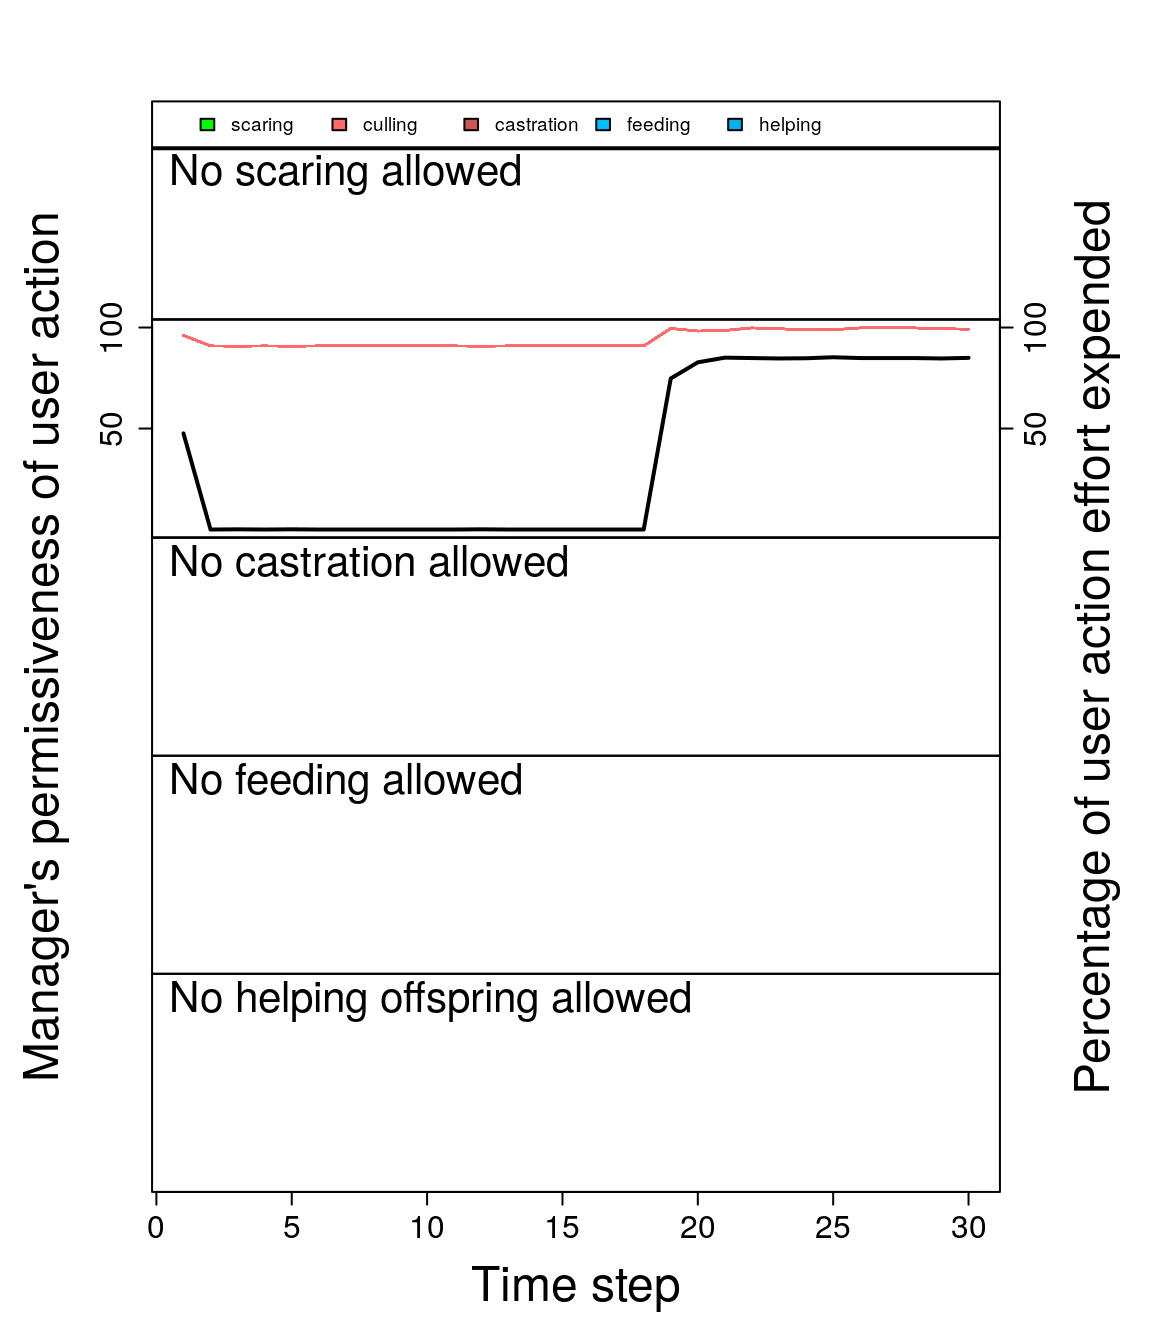 scaring culling castration feeding helping
No scaring allowed
Manager's permissiveness of user action
100
50
100
50
Percentage of user action effort expended
No castration allowed
No feeding allowed
No helping offspring allowed
0 5 10 15 20 25 30
Time step